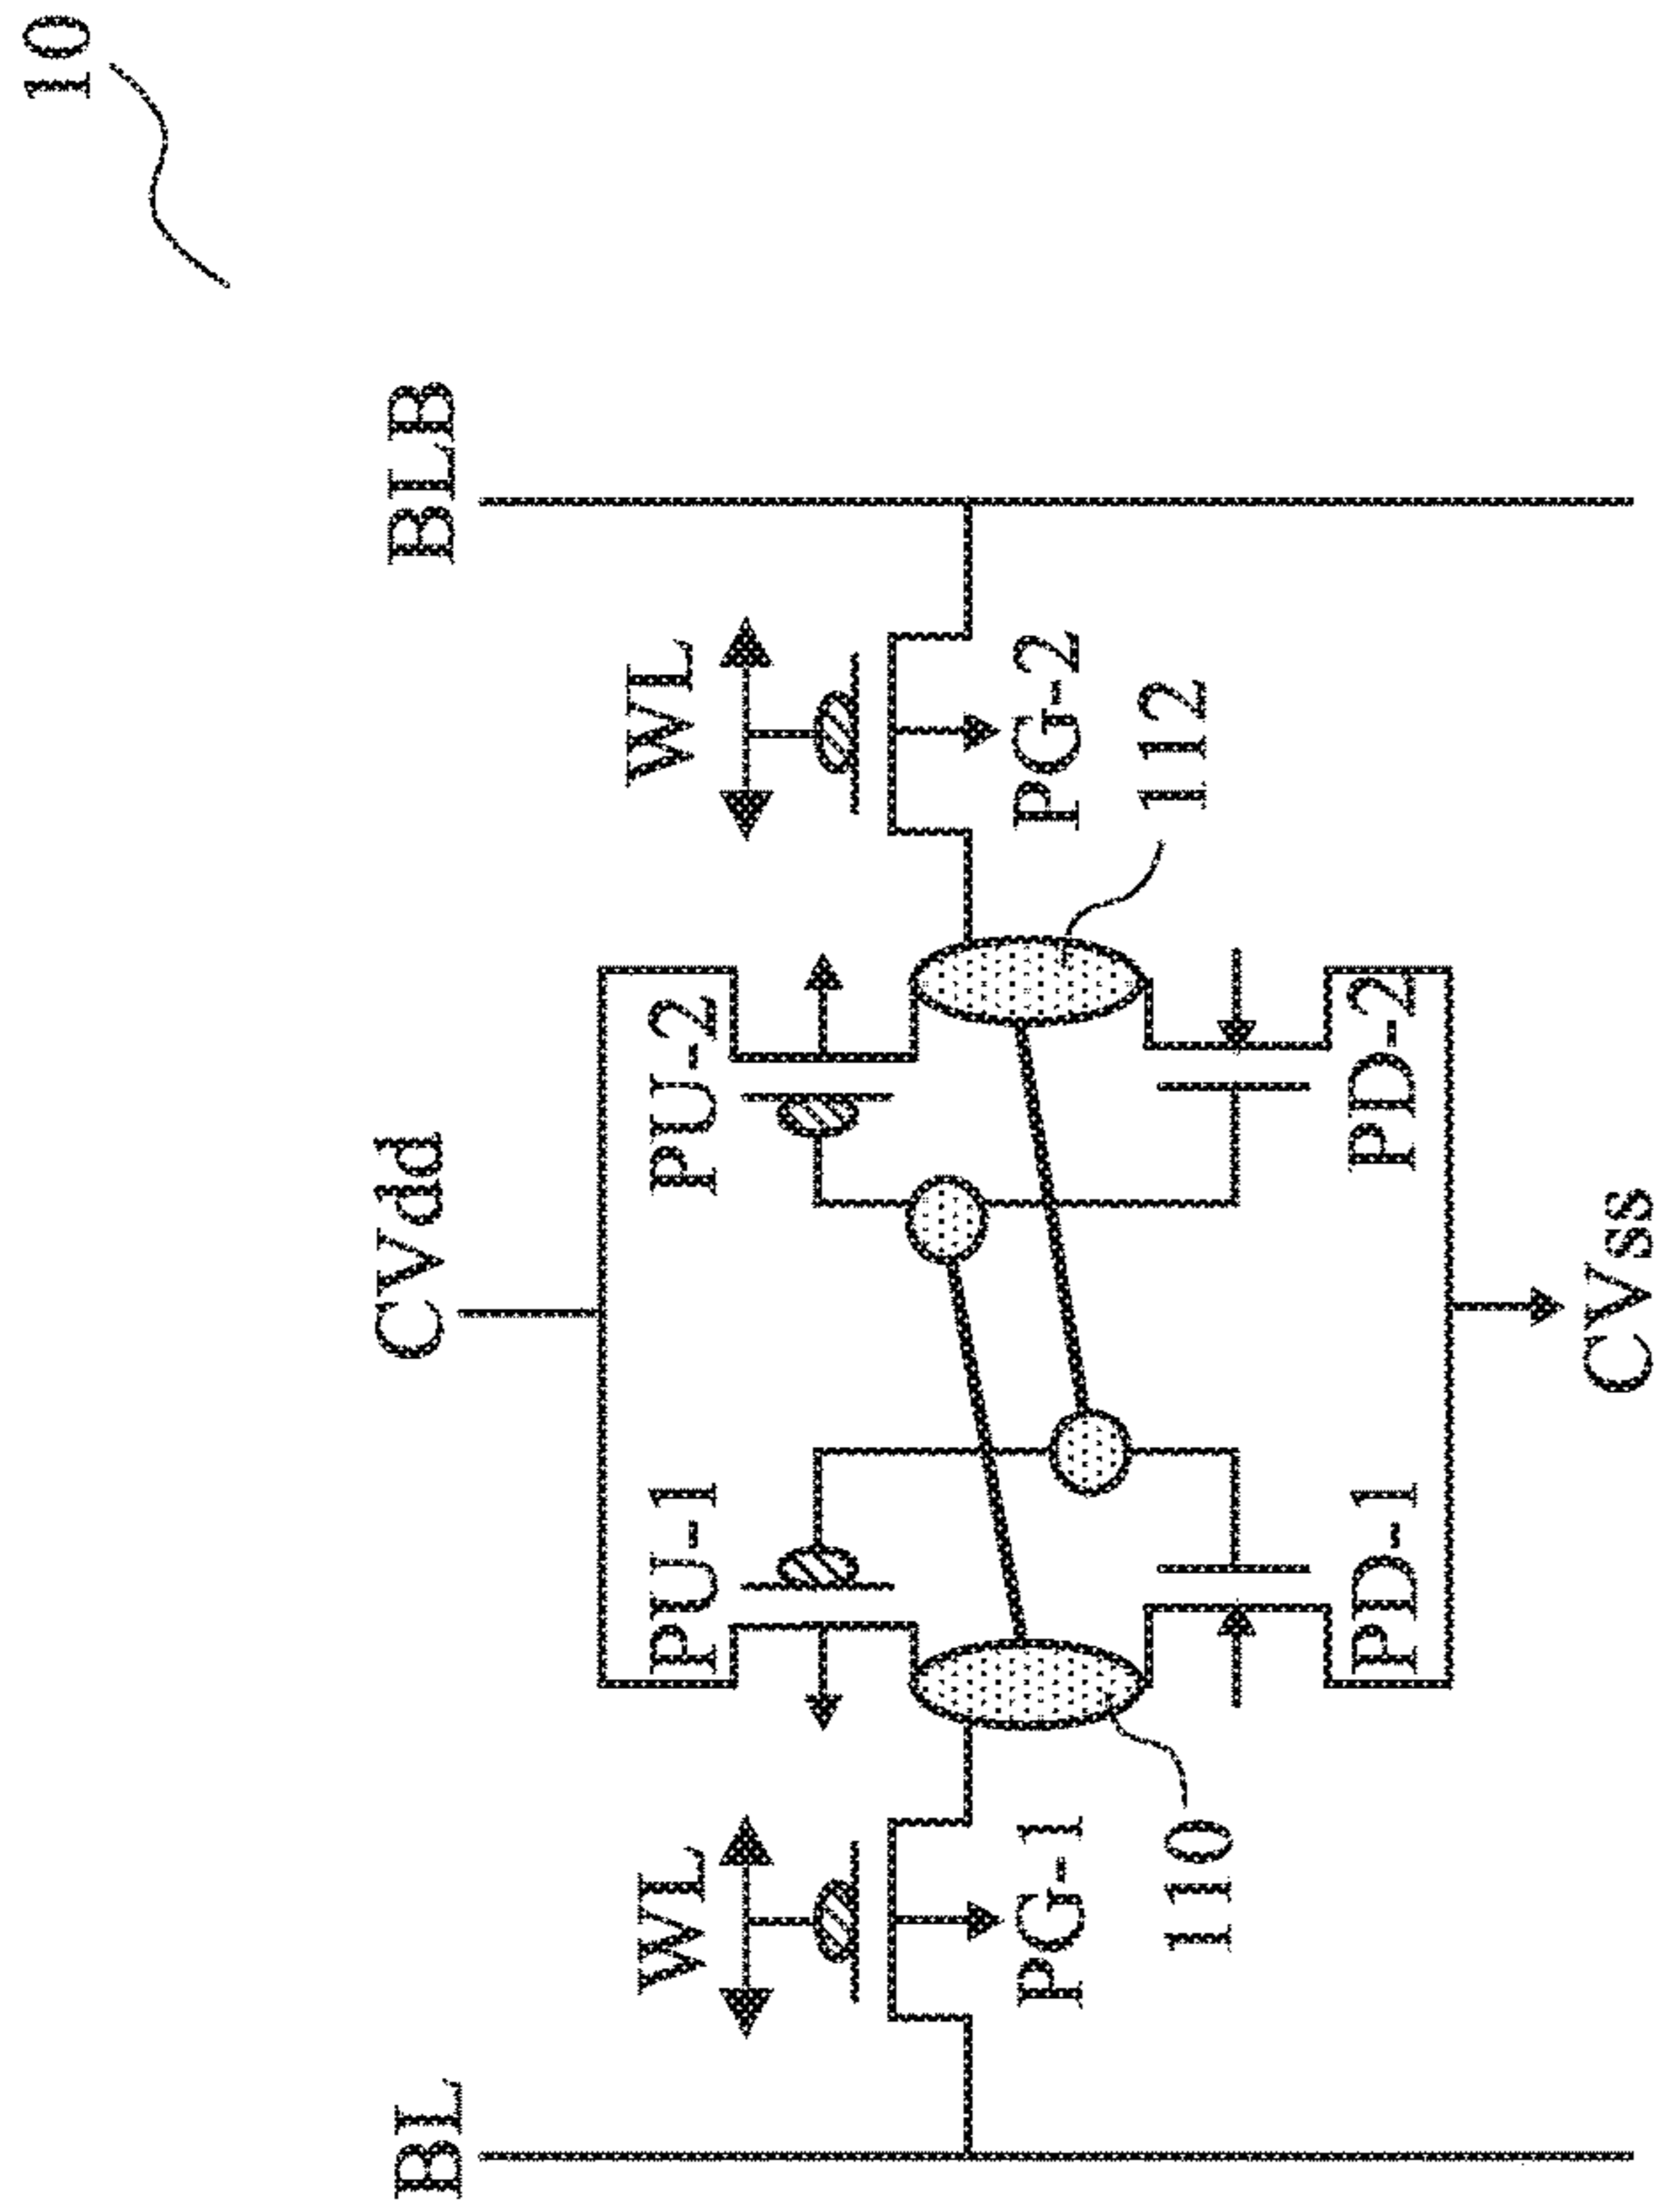 10
BL
CVdd
BLB
WL
WL
PU-1
PU-2
PG-1
PG-2
110
112
PD-1
PD-2
CVss